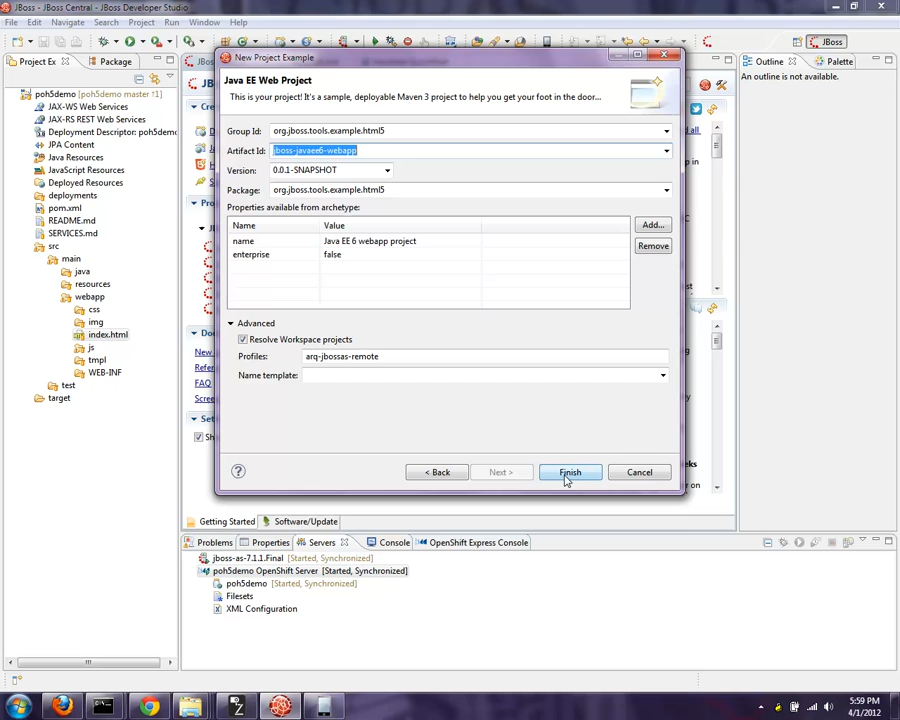 JBoss - JBoss Central - JBoss Developer Studio
File Edit Navigate Search Project Run Window Help
JBoss
Project Ex
Package
Outline
Palette
An outline is not available.
poh5demo [poh5demo master ↑1]
JAX-WS Web Services
JAX-RS REST Web Services
Deployment Descriptor: poh5demo
JPA Content
Java Resources
JavaScript Resources
Deployed Resources
deployments
pom.xml
README.md
SERVICES.md
src
main
java
resources
webapp
css
img
index.html
js
tmpl
WEB-INF
test
target
New Project Example
Java EE Web Project
This is your project! It's a sample, deployable Maven 3 project to help you get your foot in the door...
Group Id: org.jboss.tools.example.html5
Artifact Id: jboss-javaee6-webapp
Version: 0.0.1-SNAPSHOT
Package: org.jboss.tools.example.html5
Properties available from archetype:
Name Value
name Java EE 6 webapp project
enterprise false
Add...
Remove
Advanced
Resolve Workspace projects
Profiles: arq-jbossas-remote
Name template:
< Back Next > Finish Cancel
Getting Started Software/Update
Problems Properties Servers Console OpenShift Express Console
jboss-as-7.1.1.Final [Started, Synchronized]
poh5demo OpenShift Server [Started, Synchronized]
poh5demo [Started, Synchronized]
Filesets
XML Configuration
5:59 PM
4/1/2012